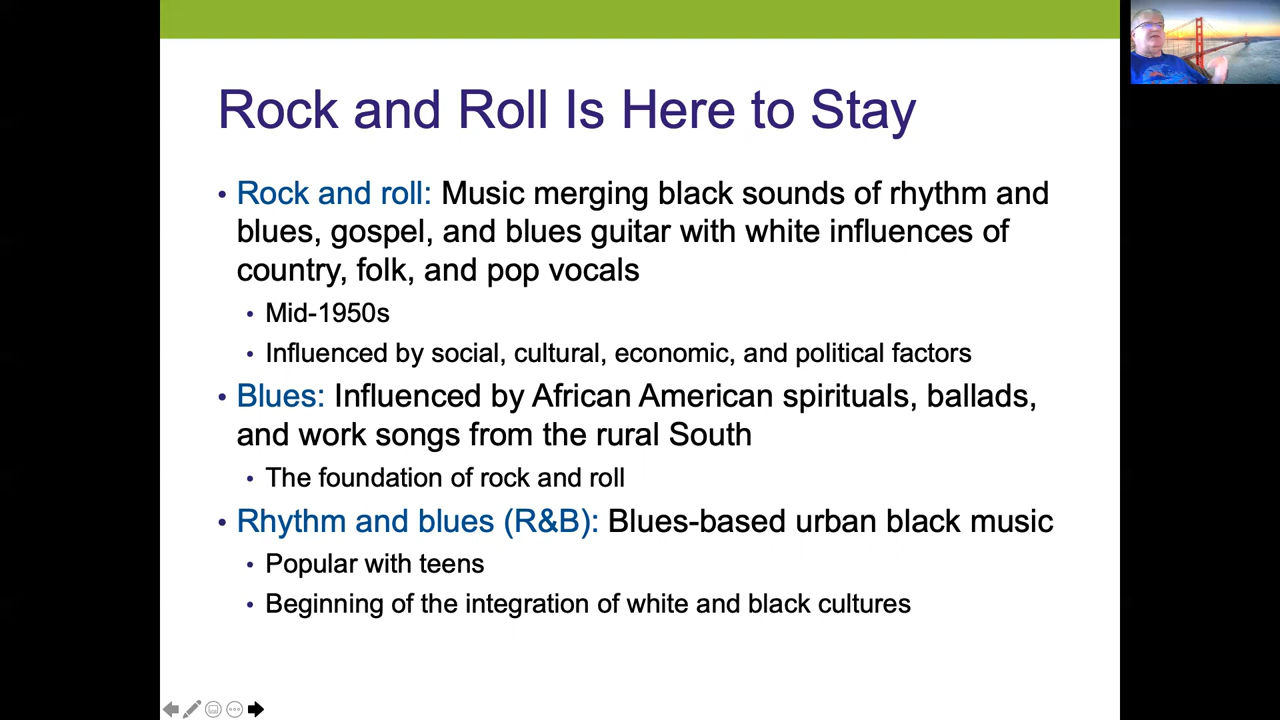 Rock and Roll Is Here to Stay
• Rock and roll: Music merging black sounds of rhythm and
blues, gospel, and blues guitar with white influences of
country, folk, and pop vocals
• Mid-1950s
• Influenced by social, cultural, economic, and political factors
• Blues: Influenced by African American spirituals, ballads,
and work songs from the rural South
• The foundation of rock and roll
• Rhythm and blues (R&B): Blues-based urban black music
• Popular with teens
• Beginning of the integration of white and black cultures